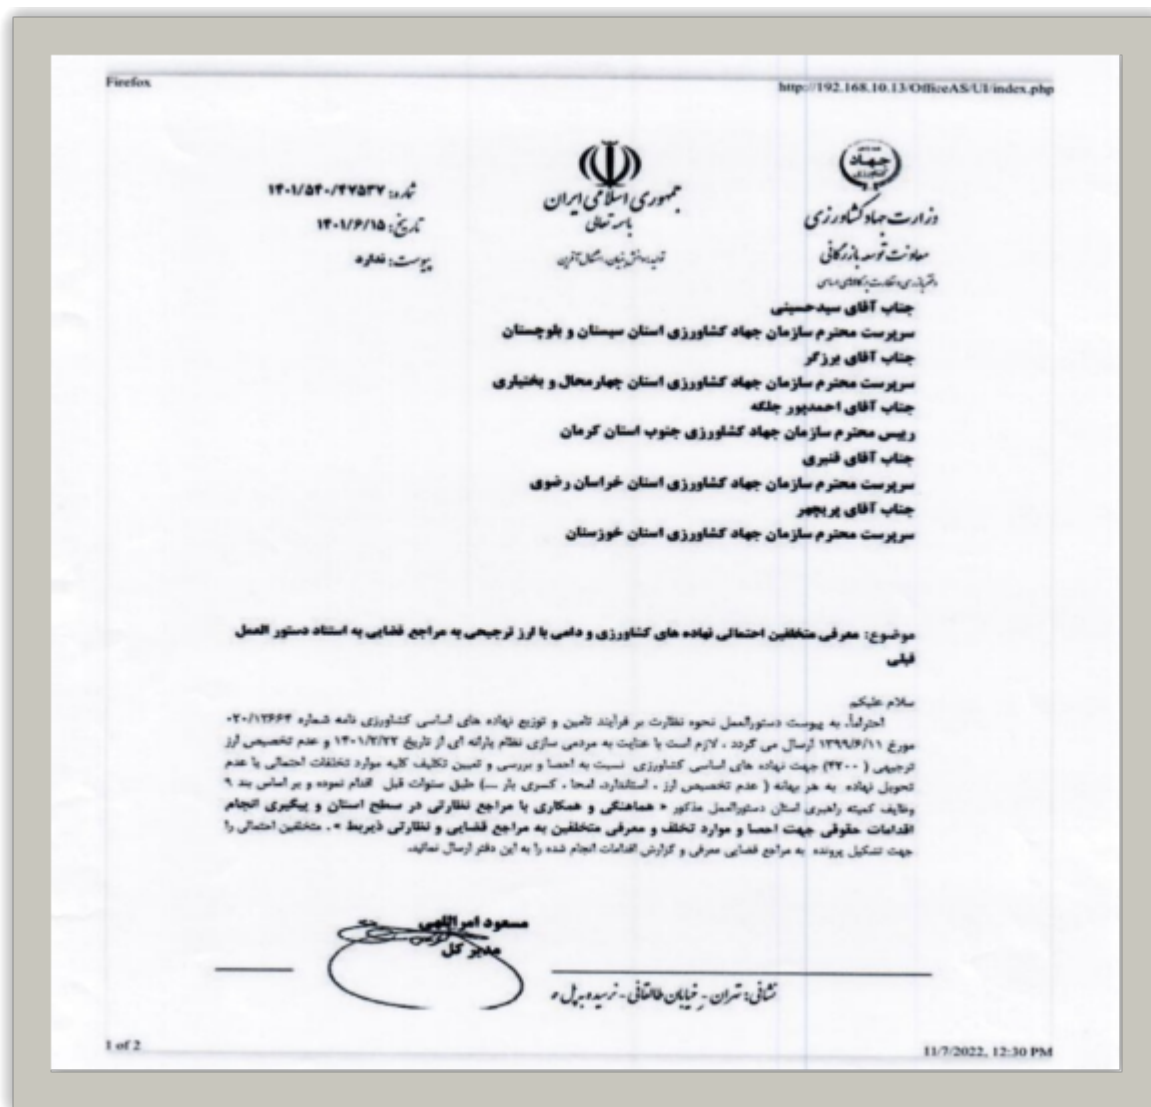 Firefox
http://192.168.10.13/OfficeAS/UI/index.php
جهاد
وزارت جهاد کشاورزی
معاونت توسعه بازرگانی
جمهوری اسلامی ایران
باسمه تعالی
شماره: ۱۴۰۱/۵۴۰/۴۷۵۳۷
تاریخ: ۱۴۰۱/۶/۱۵
پیوست: ندارد
جناب آقای سیدحسینی
سرپرست محترم سازمان جهاد کشاورزی استان سیستان و بلوچستان
جناب آقای برزگر
سرپرست محترم سازمان جهاد کشاورزی استان چهارمحال و بختیاری
جناب آقای احمدپور جلگه
رییس محترم سازمان جهاد کشاورزی جنوب استان کرمان
جناب آقای قنبری
سرپرست محترم سازمان جهاد کشاورزی استان خراسان رضوی
جناب آقای پریچهر
سرپرست محترم سازمان جهاد کشاورزی استان خوزستان
موضوع: معرفی متخلفین احتمالی نهاده های کشاورزی و دامی با ارز ترجیحی به مراجع قضایی به استناد دستور العمل
قبلی
سلام علیکم
احتراماً، به پیوست دستورالعمل نحوه نظارت بر فرآیند تامین و توزیع نهاده های اساسی کشاورزی نامه شماره ۰۲۰/۱۲۶۶۴
مورخ ۱۳۹۹/۶/۱۱ ارسال می گردد ، لازم است با عنایت به مردمی سازی نظام یارانه ای از تاریخ ۱۴۰۱/۲/۲۲ و عدم تخصیص ارز
ترجیهی ( ۴۲۰۰) جهت نهاده های اساسی کشاورزی نسبت به احصا و بررسی و تعیین تکلیف کلیه موارد تخلفات احتمالی با عدم
تحویل نهاده به هر بهانه ( عدم تخصیص ارز ، استاندارد، امحا ، کسری بار ...) طبق سنوات قبل اقدام نموده و بر اساس بند ۹
وظایف کمیته راهبری استان دستورالعمل مذکور « هماهنگی و همکاری با مراجع نظارتی در سطح استان و پیگیری انجام
اقدامات حقوقی جهت احصا و موارد تخلف و معرفی متخلفین به مراجع قضایی و نظارتی ذیربط » ، متخلفین احتمالی را
جهت تشکیل پرونده به مراجع قضایی معرفی و گزارش اقدامات انجام شده را به این دفتر ارسال نمائید.
مسعود امراللهی
مدیر کل
نشانی: تهران - خیابان طالقانی - نرسیده به پل
1 of 2
11/7/2022, 12:30 PM